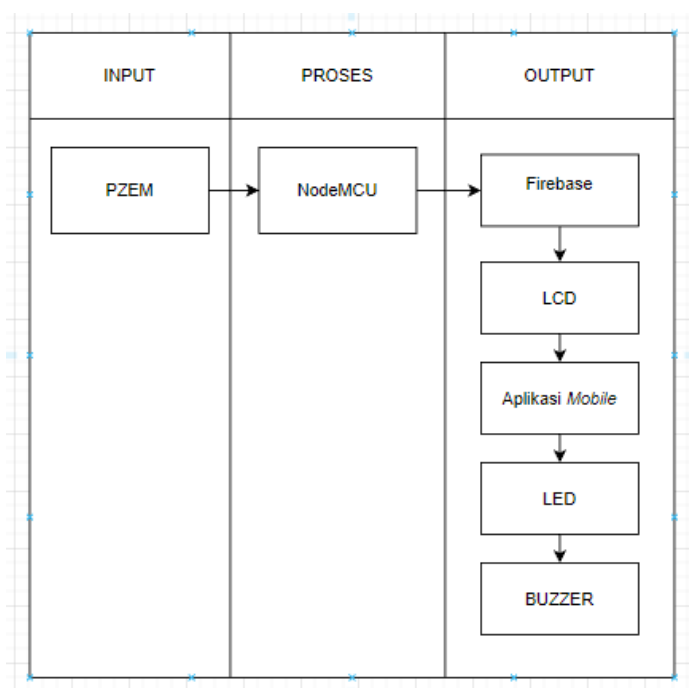 INPUT
PROSES
OUTPUT
PZEM
NodeMCU
Firebase
LCD
Aplikasi Mobile
LED
BUZZER